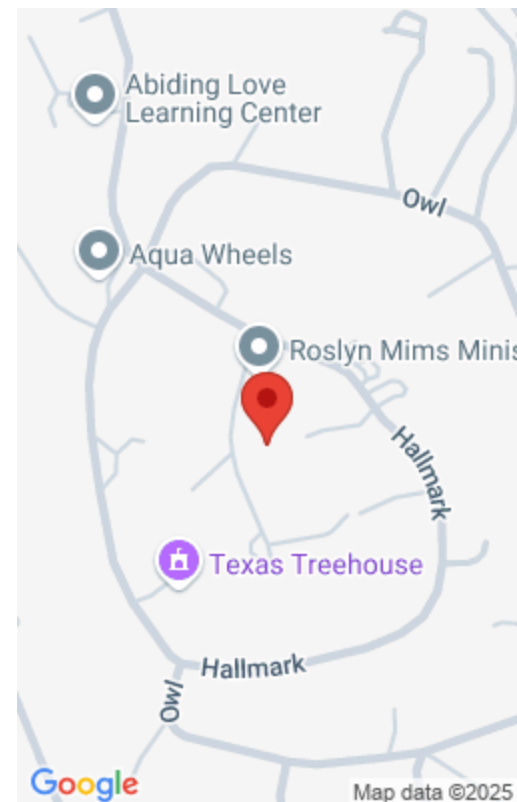 Abiding Love
Learning Center
Owl
Aqua Wheels
Roslyn Mims Minis
Hallmark
Texas Treehouse
Hallmark
Owl
Google
Map data ©2025